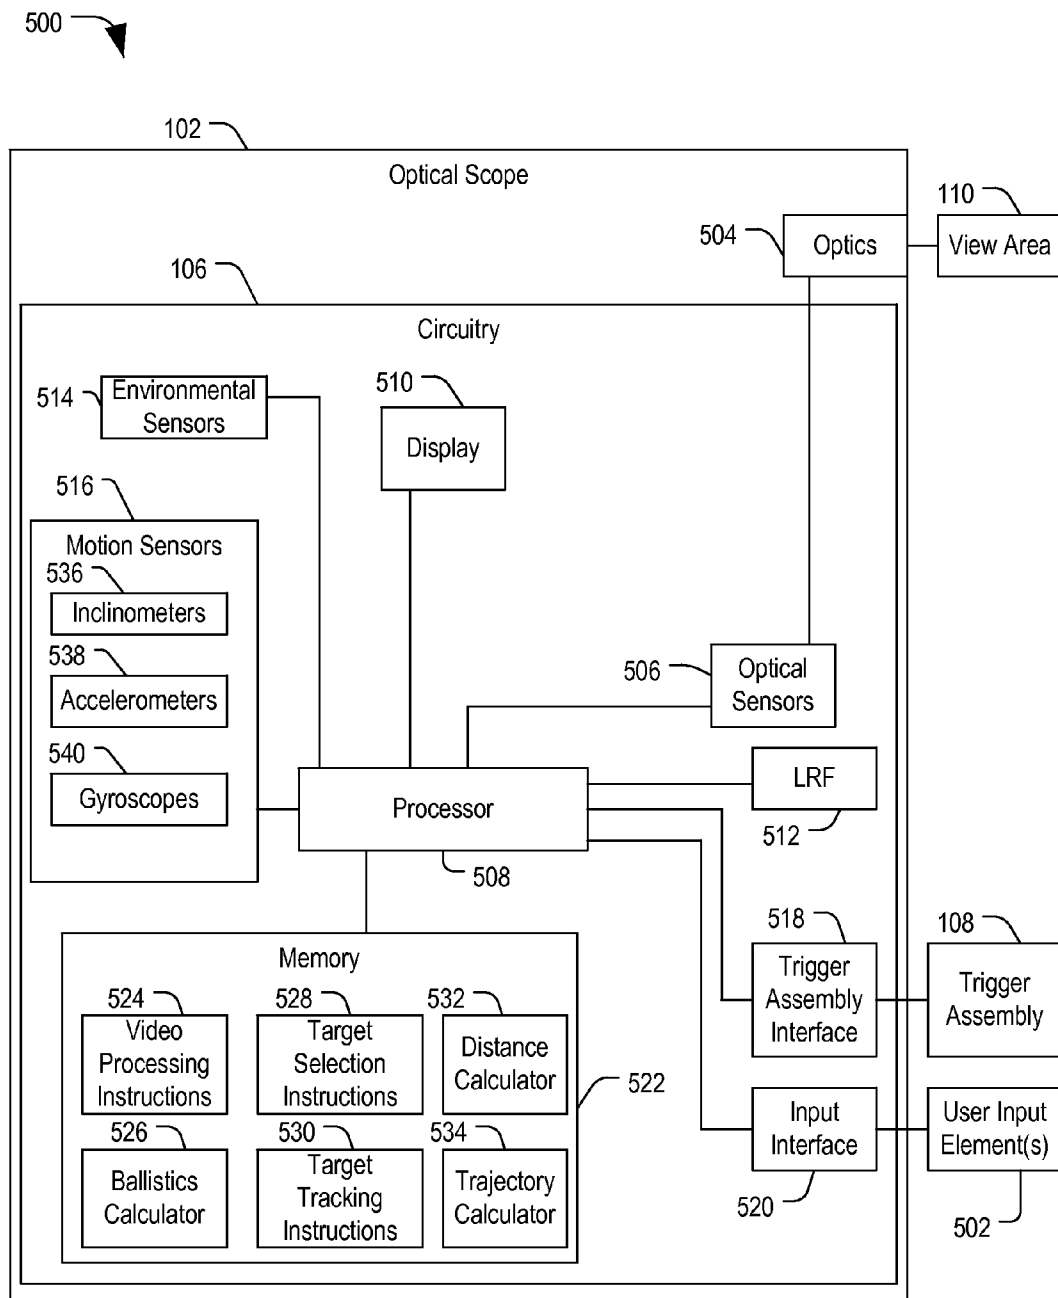 500
102
Optical Scope
110
504
Optics
View Area
106
Circuitry
514
Environmental
Sensors
510
Display
516
Motion Sensors
536
Inclinometers
538
Accelerometers
540
Gyroscopes
506
Optical
Sensors
Processor
508
LRF
512
518
Trigger
Assembly
Interface
108
Trigger
Assembly
Memory
524
Video
Processing
Instructions
528
Target
Selection
Instructions
532
Distance
Calculator
522
526
Ballistics
Calculator
530
Target
Tracking
Instructions
534
Trajectory
Calculator
Input
Interface
520
User Input
Element(s)
502